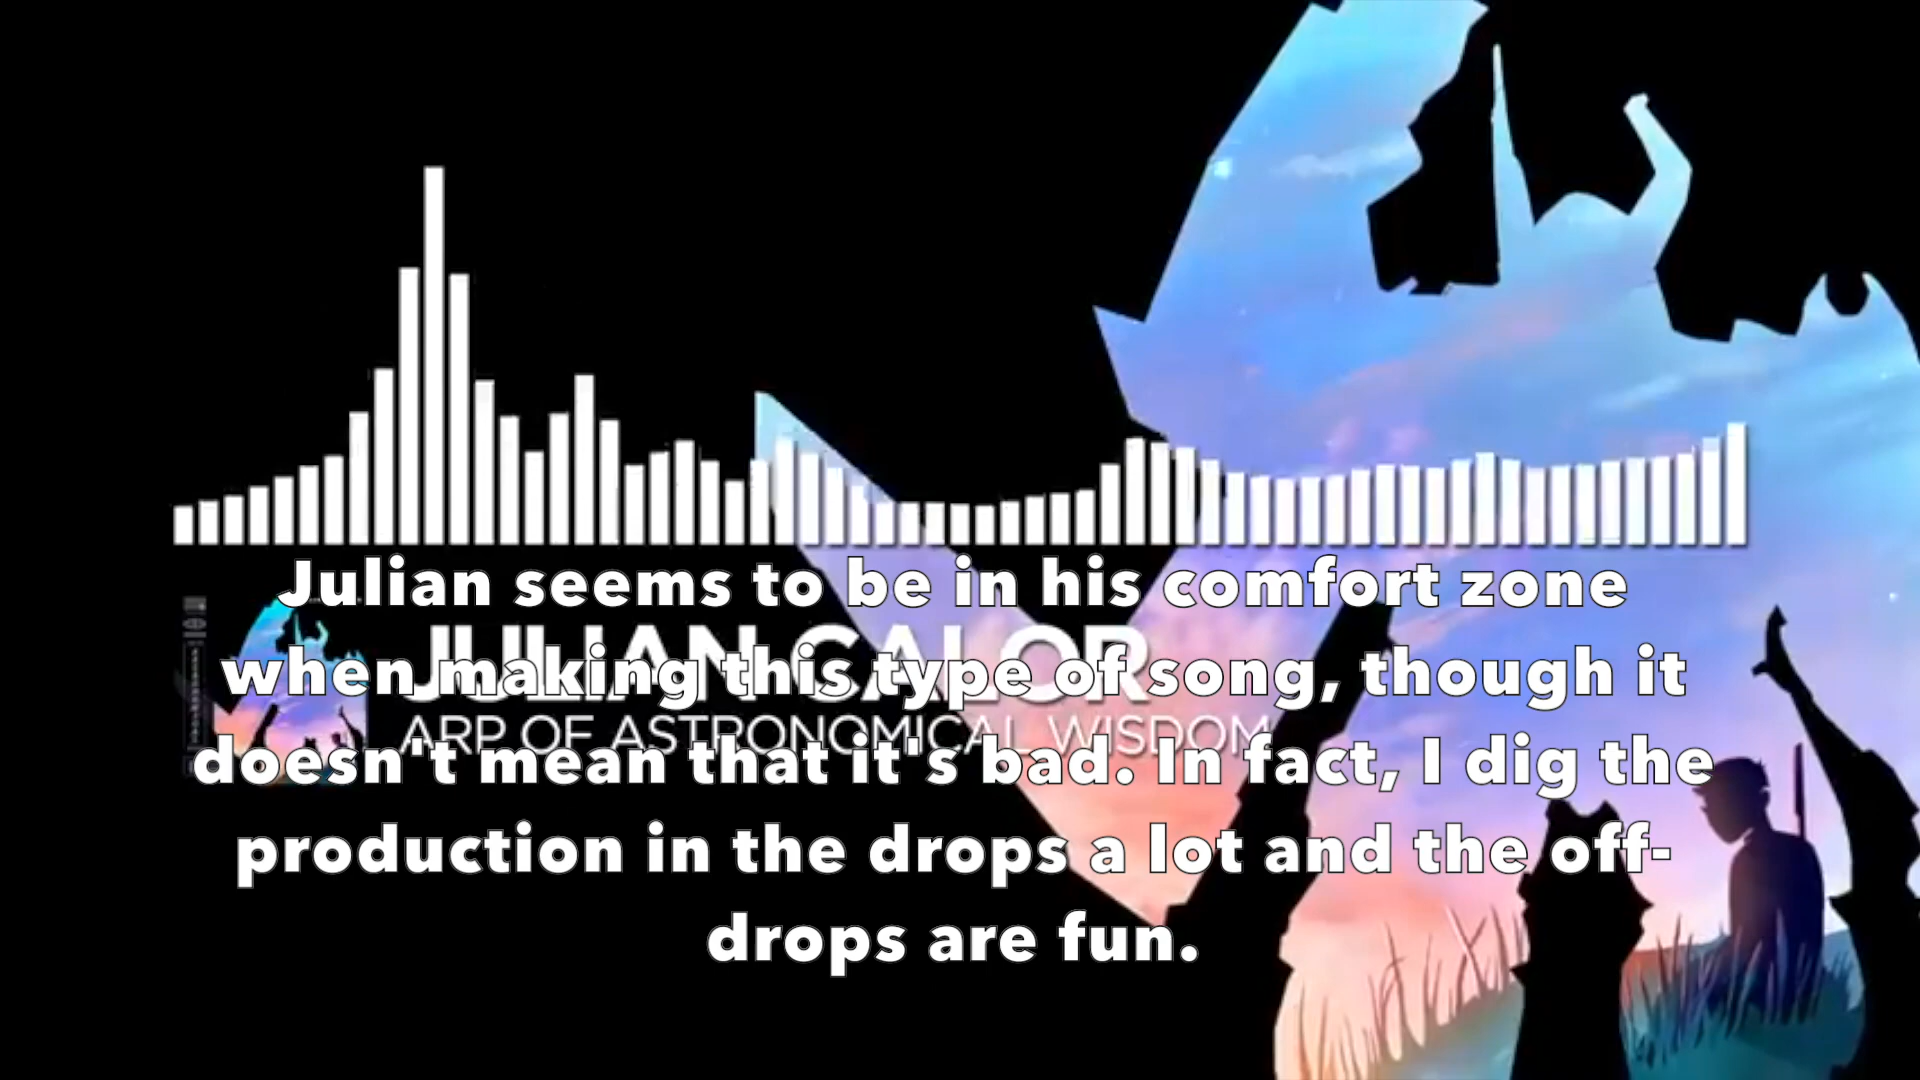 Julian seems to be in his comfort zone
JULIAN CALOR
when making this type of song, though it
ARP OF ASTRONOMICAL WISDOM
doesn't mean that it's bad. In fact, I dig the
production in the drops a lot and the off-
drops are fun.